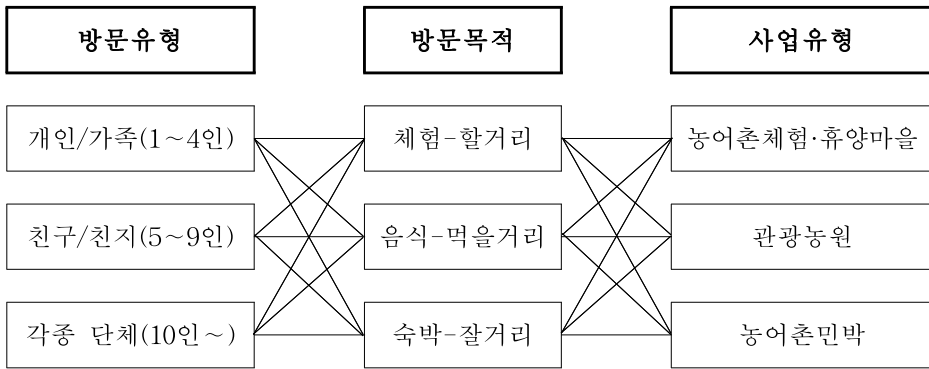 방문유형 방문목적 사업유형
개인/가족(1~4인) 체험-할거리 농어촌체험·휴양마을
친구/친지(5~9인) 음식-먹을거리 관광농원
각종 단체(10인~) 숙박-잘거리 농어촌민박